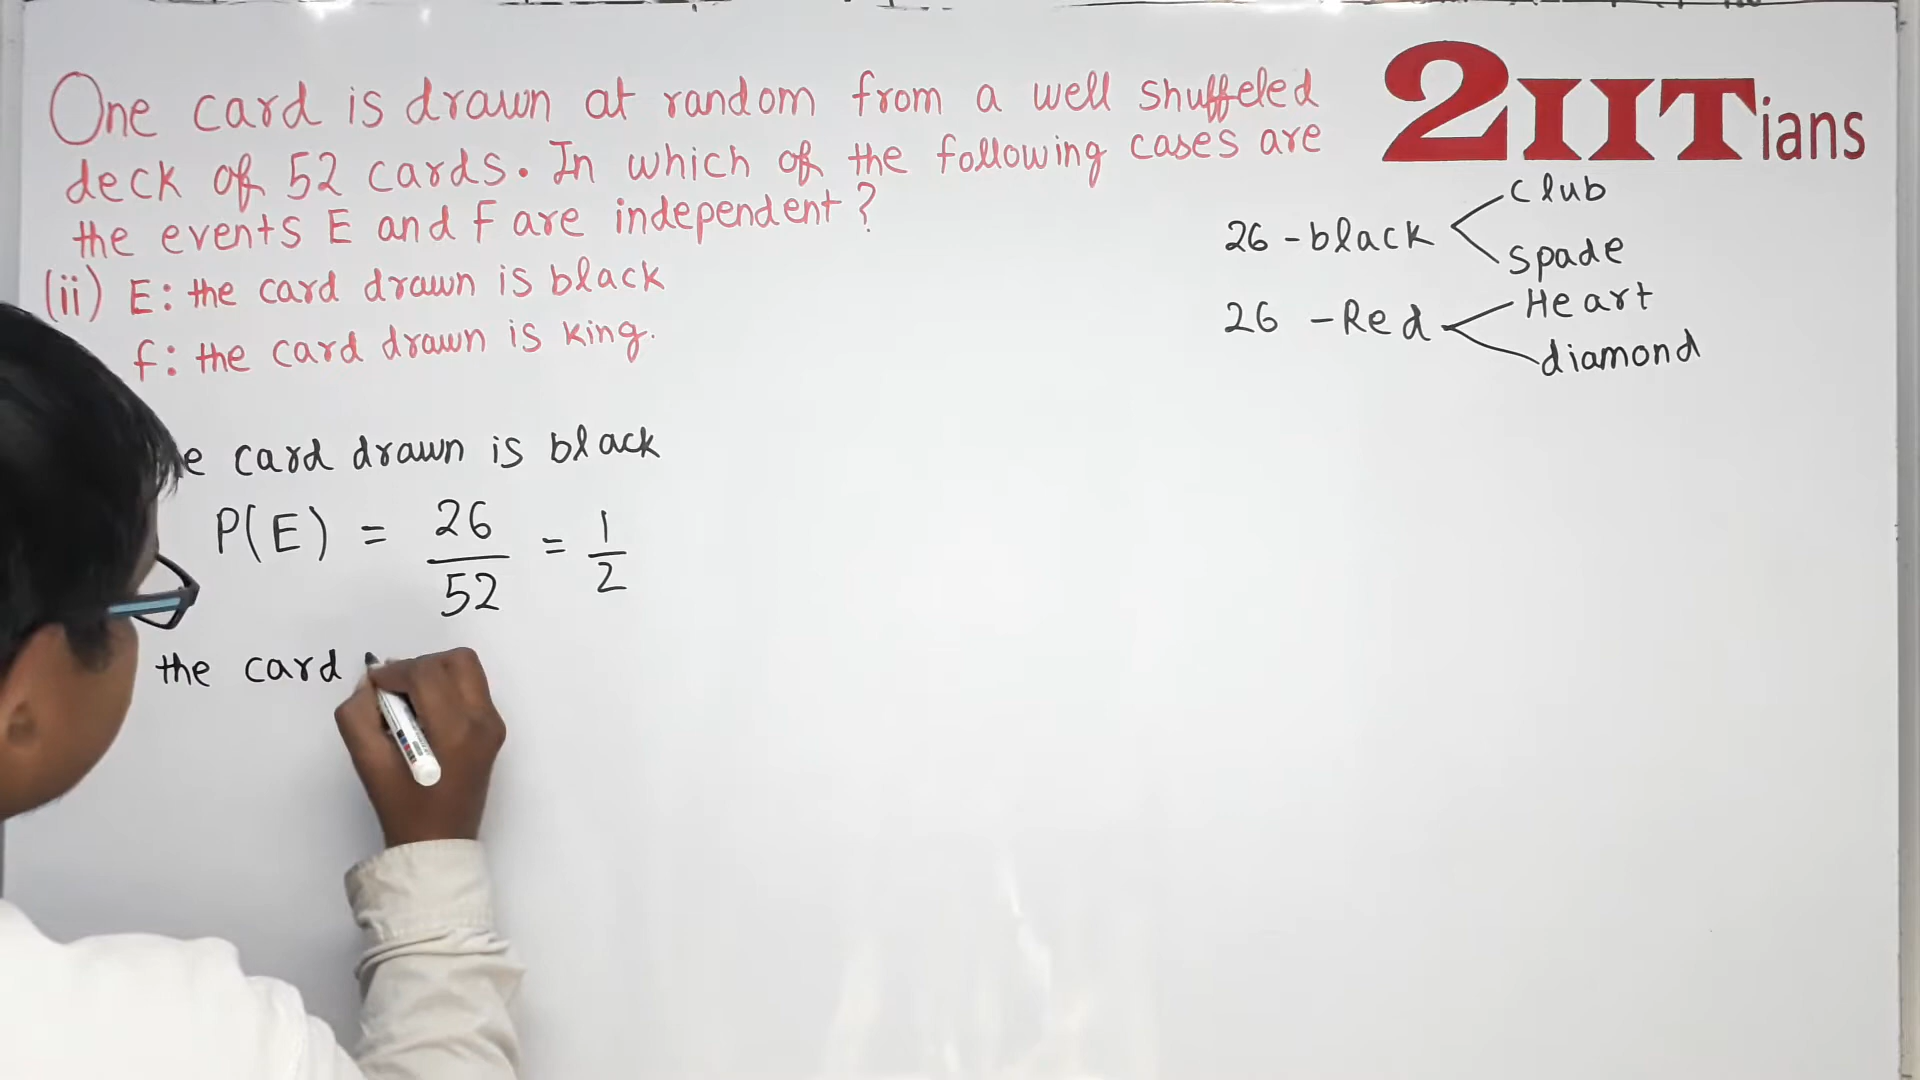 One card is drawn at random from a well shuffeled
deck of 52 cards. In which of the following cases are
the events E and F are independent?
(ii) E: the card drawn is black
f: the card drawn is king.
2IITians
26 - black
club
spade
26 - Red
Heart
diamond
card drawn is black
P(E) = 26/52 = 1/2
the card